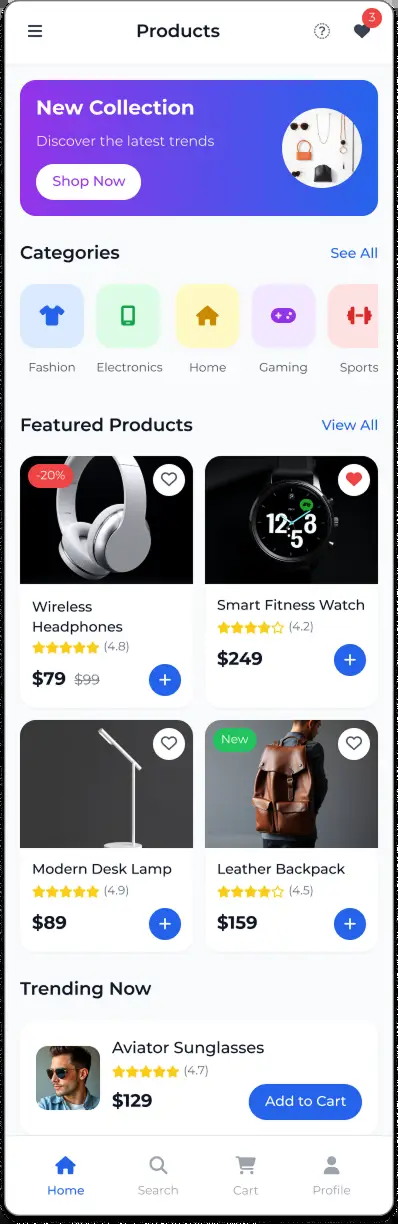 Products
3
New Collection
Discover the latest trends
Shop Now
Categories
See All
Fashion
Electronics
Home
Gaming
Sports
Featured Products
View All
-20%
Wireless
Headphones
(4.8)
$79 $99
Smart Fitness Watch
(4.2)
$249
Modern Desk Lamp
(4.9)
$89
New
Leather Backpack
(4.5)
$159
Trending Now
Aviator Sunglasses
(4.7)
$129
Add to Cart
Home
Search
Cart
Profile